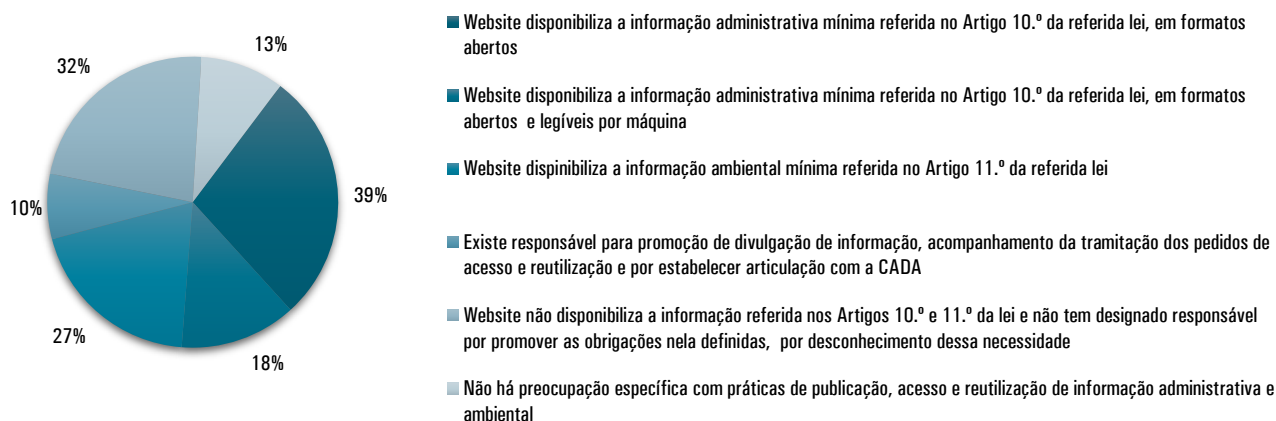 13%
32%
39%
10%
27%
18%
Website disponibiliza a informação administrativa mínima referida no Artigo 10.º da referida lei, em formatos
abertos
Website disponibiliza a informação administrativa mínima referida no Artigo 10.º da referida lei, em formatos
abertos e legíveis por máquina
Website dispinibiliza a informação ambiental mínima referida no Artigo 11.º da referida lei
Existe responsável para promoção de divulgação de informação, acompanhamento da tramitação dos pedidos de
acesso e reutilização e por estabelecer articulação com a CADA
Website não disponibiliza a informação referida nos Artigos 10.º e 11.º da lei e não tem designado responsável
por promover as obrigações nela definidas, por desconhecimento dessa necessidade
Não há preocupação específica com práticas de publicação, acesso e reutilização de informação administrativa e
ambiental